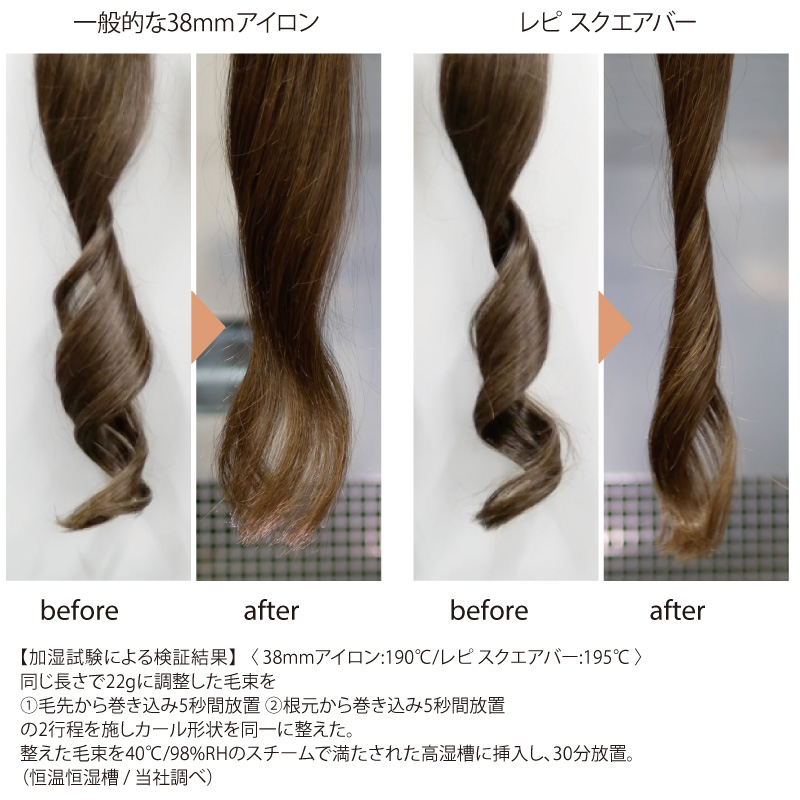 一般的な38mmアイロン
レピ スクエアバー
before
after
before
after
【加湿試験による検証結果】〈 38mmアイロン:190℃/レピ スクエアバー:195℃ 〉
同じ長さで22gに調整した毛束を
①毛先から巻き込み5秒間放置 ②根元から巻き込み5秒間放置
の2行程を施しカール形状を同一に整えた。
整えた毛束を40℃/98%RHのスチームで満たされた高湿槽に挿入し、30分放置。
（恒温恒湿槽 / 当社調べ）